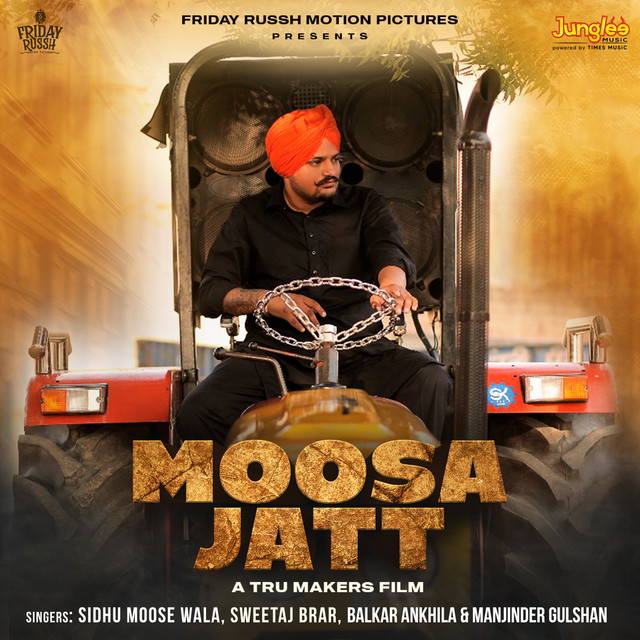 FRIDAY RUSSH MOTION PICTURES
PRESENTS
FRIDAY
RUSSH
Junglee
MUSIC
powered by TIMES MUSIC
SK
MOOSA
JATT
A TRU MAKERS FILM
SINGERS: SIDHU MOOSE WALA, SWEETAJ BRAR, BALKAR ANKHILA & MANJINDER GULSHAN